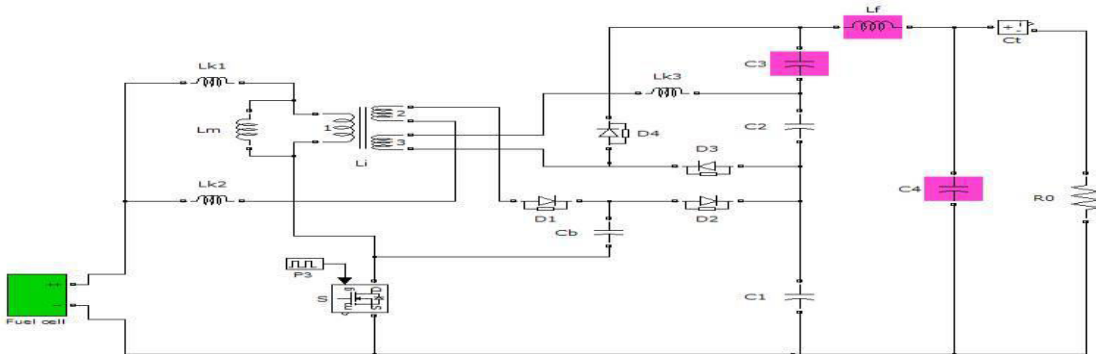 Lf
Ct
C3
Lk1
Lk3
Lm
1
2
3
Li
D4
C2
D3
Lk2
C4
R0
D1
D2
Cb
P3
S
C1
Fuel cell